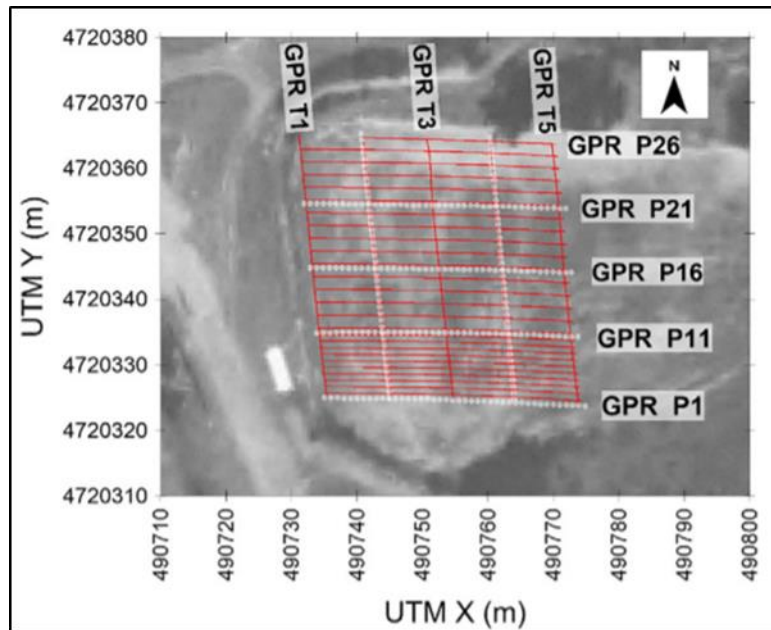 4720380
4720370
4720360
4720350
4720340
4720330
4720320
4720310
UTM Y (m)
GPR T1
GPR T3
GPR T5
N
GPR P26
GPR P21
GPR P16
GPR P11
GPR P1
490710
490720
490730
490740
490750
490760
490770
490780
490790
490800
UTM X (m)